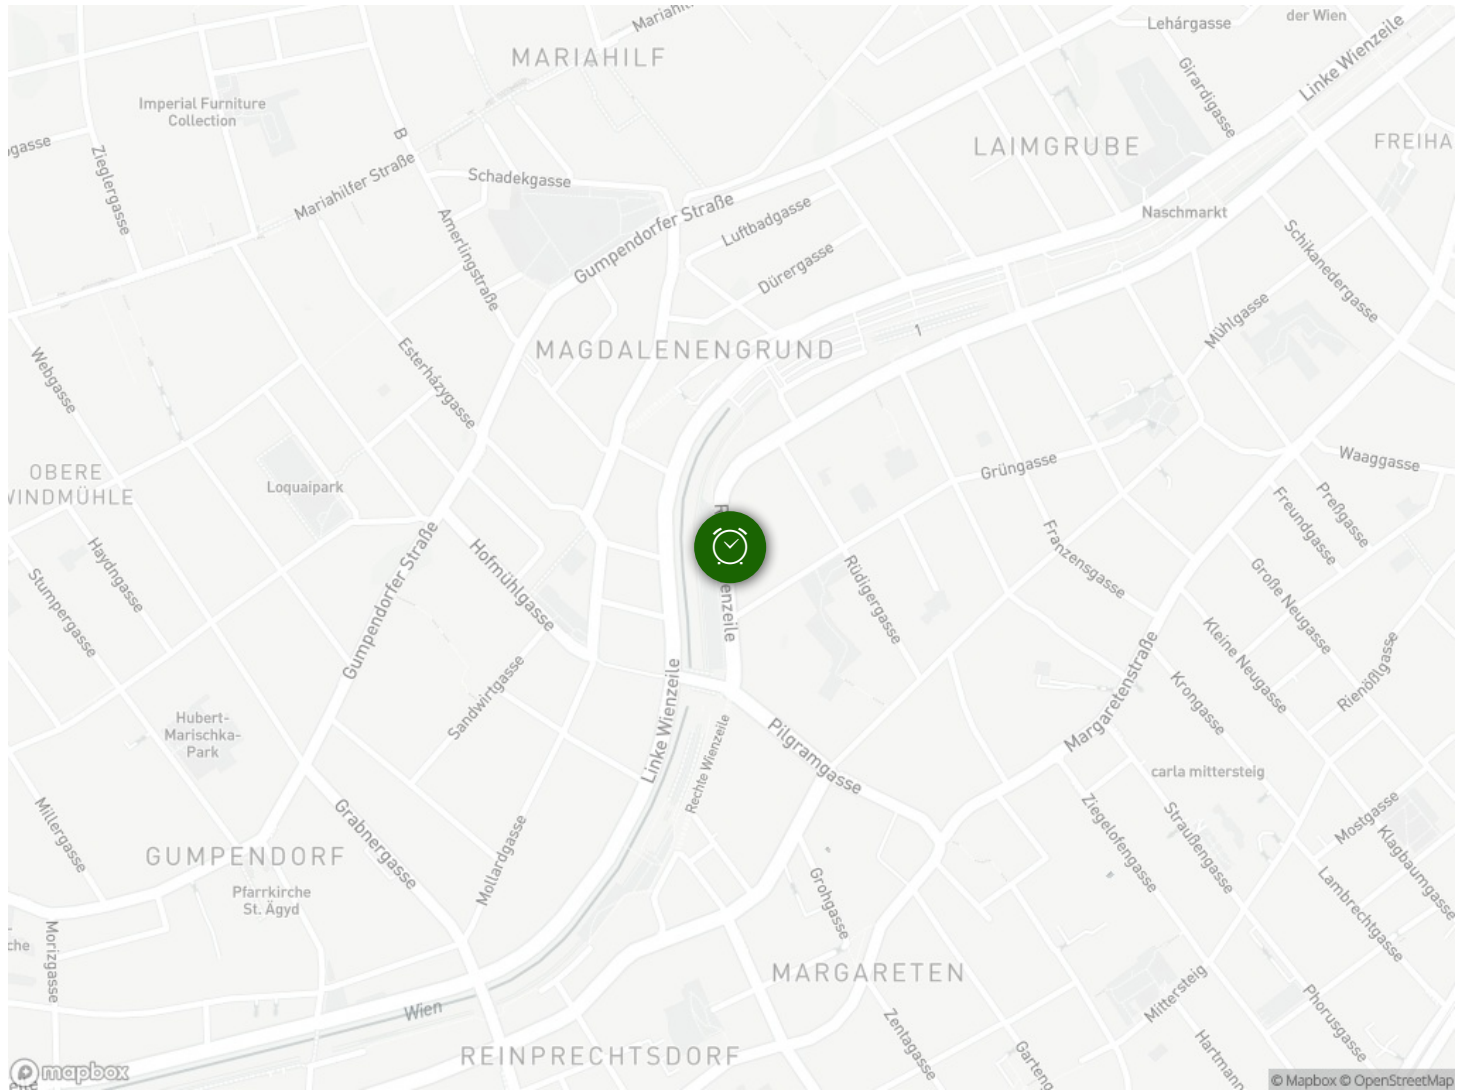 Mariahil
MARIAHILF
Lehárgasse
der Wien
Linke Wienzeile
Girardigasse
Imperial Furniture
Collection
B
gasse
Zieglergasse
Mariahilfer Straße
Schadekgasse
LAIMGRUBE
FREIHA
Amerlingstraße
Gumpendorfer Straße
Luftbadgasse
Dürergasse
Naschmarkt
Schikanedergasse
Mühlgasse
1
MAGDALENENGRUND
Webgasse
Esterházygasse
OBERE
WINDMÜHLE
Loquaipark
Grüngasse
Waaggasse
Preßgasse
Freundgasse
Haydngasse
Stumpergasse
Gumpendorfer Straße
Hofmühlgasse
R
enzeile
Rüdigergasse
Franzensgasse
Große Neugasse
Kleine Neugasse
Rienößlgasse
Krongasse
Margaretenstraße
Sandwirtgasse
Linke Wienzeile
Rechte Wienzeile
Pilgramgasse
Hubert-
Marischka-
Park
carla mittersteig
Ziegelofengasse
Straußengasse
Mostgasse
Klagbaumgasse
Lambrechtgasse
Millergasse
Grabnergasse
Mollardgasse
GUMPENDORF
Pfarrkirche
St. Ägyd
Grohgasse
che
Morizgasse
MARGARETEN
Mittersteig
Phorusgasse
Wien
Zentagasse
Garteng
Hartmann
REINPRECHTSDORF
mapbox
© Mapbox © OpenStreetMap